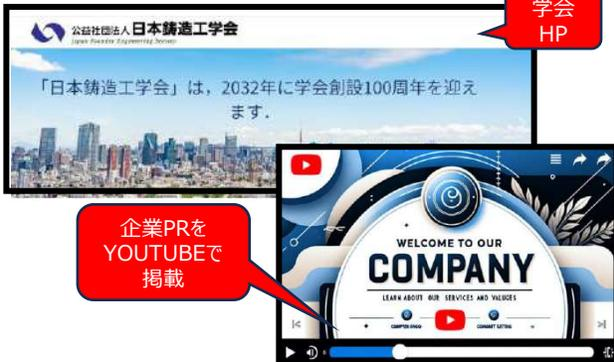 学会
HP
公益社団法人日本鋳造工学会
Japan Foundry Engineering Society
「日本鋳造工学会」は，2032年に学会創設100周年を迎え
ます．
企業PRを
YOUTUBEで
掲載
WELCOME TO OUR
COMPANY
LEARN ABOUT OUR SERVICES AND VALUGES